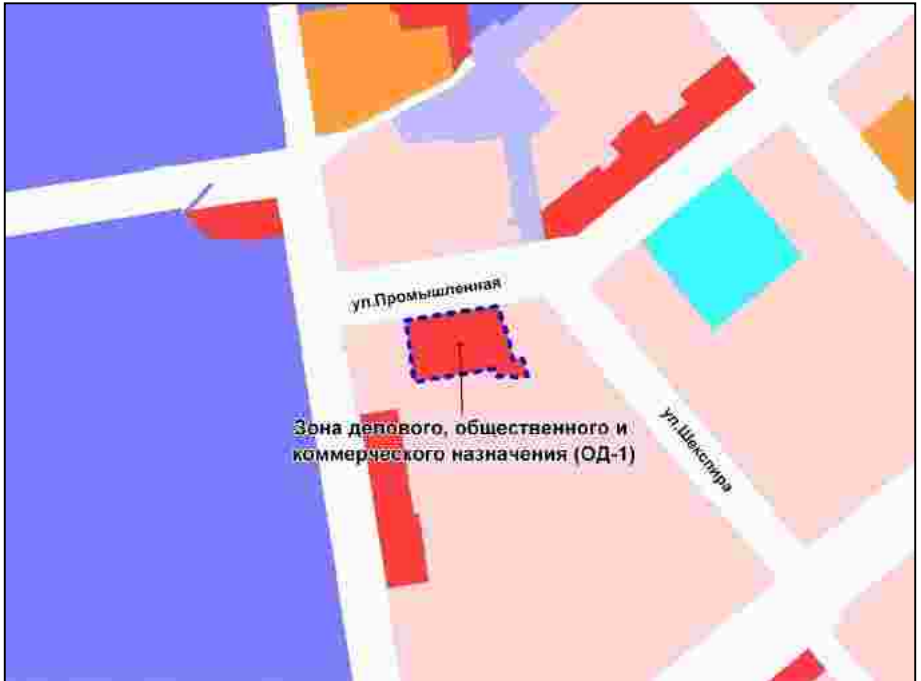 ул.Промышленная
Зона делового, общественного и
коммерческого назначения (ОД-1)
ул.Шекспира